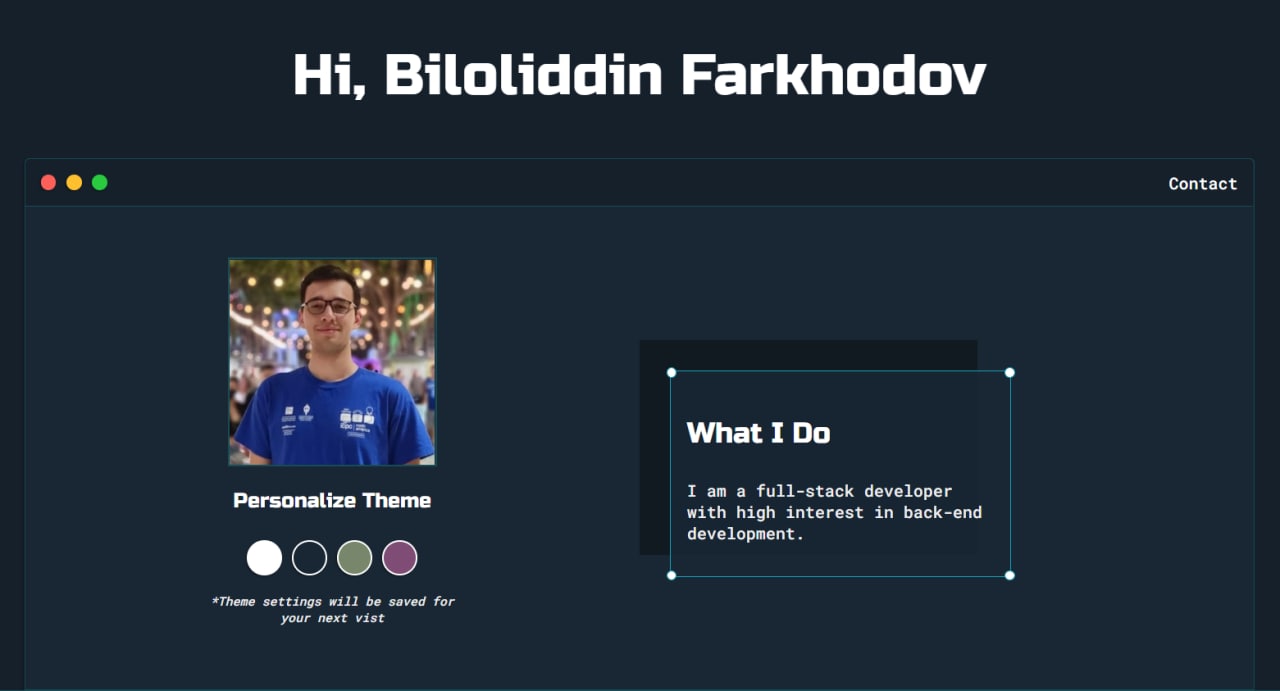 Hi, Biloliddin Farkhodov
Contact
Personalize Theme
*Theme settings will be saved for
your next vist
What I Do
I am a full-stack developer
with high interest in back-end
development.